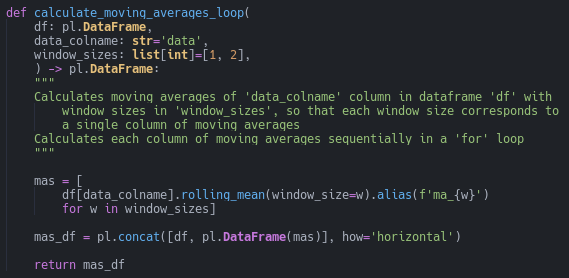 def calculate_moving_averages_loop(
    df: pl.DataFrame,
    data_colname: str='data',
    window_sizes: list[int]=[1, 2],
    ) -> pl.DataFrame:
    """
    Calculates moving averages of 'data_colname' column in dataframe 'df' with
        window sizes in 'window_sizes', so that each window size corresponds to
        a single column of moving averages
    Calculates each column of moving averages sequentially in a 'for' loop
    """

    mas = [
        df[data_colname].rolling_mean(window_size=w).alias(f'ma_{w}')
        for w in window_sizes]

    mas_df = pl.concat([df, pl.DataFrame(mas)], how='horizontal')

    return mas_df